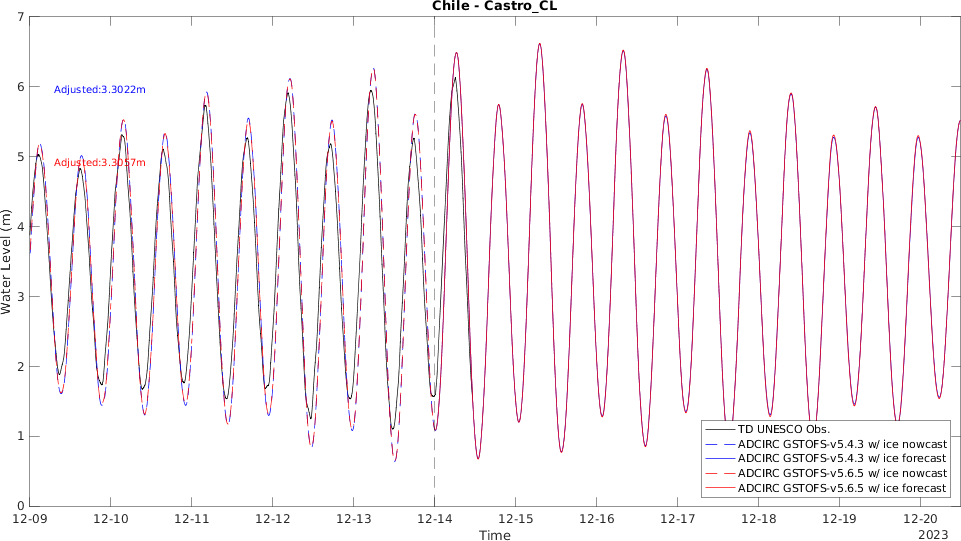 Chile - Castro_CL
7
6
5
4
3
2
1
0
Water Level (m)
Adjusted:3.3022m
Adjusted:3.3057m
TD UNESCO Obs.
ADCIRC GSTOFS-v5.4.3 w/ ice nowcast
ADCIRC GSTOFS-v5.4.3 w/ ice forecast
ADCIRC GSTOFS-v5.6.5 w/ ice nowcast
ADCIRC GSTOFS-v5.6.5 w/ ice forecast
12-09 12-10 12-11 12-12 12-13 12-14 12-15 12-16 12-17 12-18 12-19 12-20
Time
2023